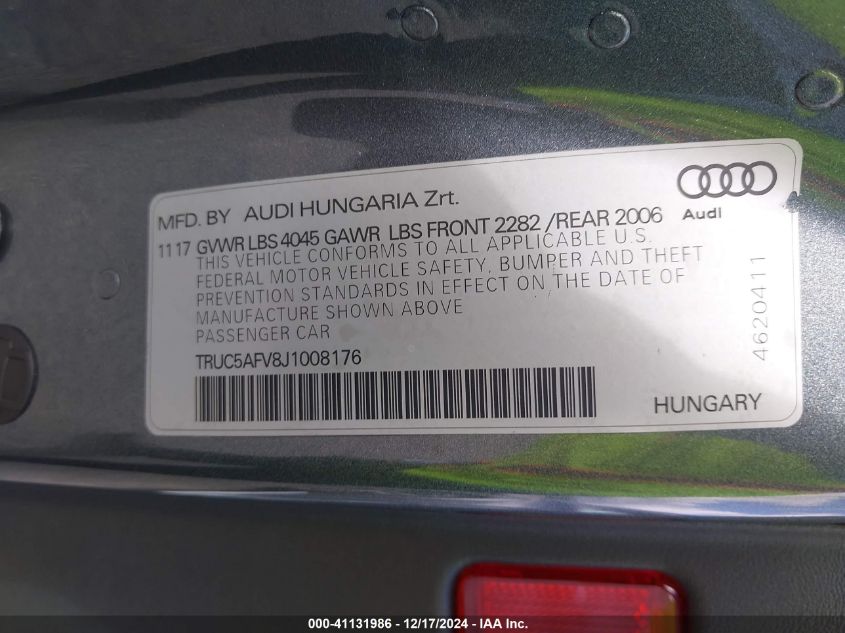 MFD. BY AUDI HUNGARIA Zrt.
Audi
11 17 GVWR LBS 4045 GAWR LBS FRONT 2282 /REAR 2006
THIS VEHICLE CONFORMS TO ALL APPLICABLE U.S.
FEDERAL MOTOR VEHICLE SAFETY, BUMPER AND THEFT
PREVENTION STANDARDS IN EFFECT ON THE DATE OF
MANUFACTURE SHOWN ABOVE
PASSENGER CAR
4620411
TRUC5AFV8J1008176
HUNGARY
000-41131986 - 12/17/2024 - IAA Inc.